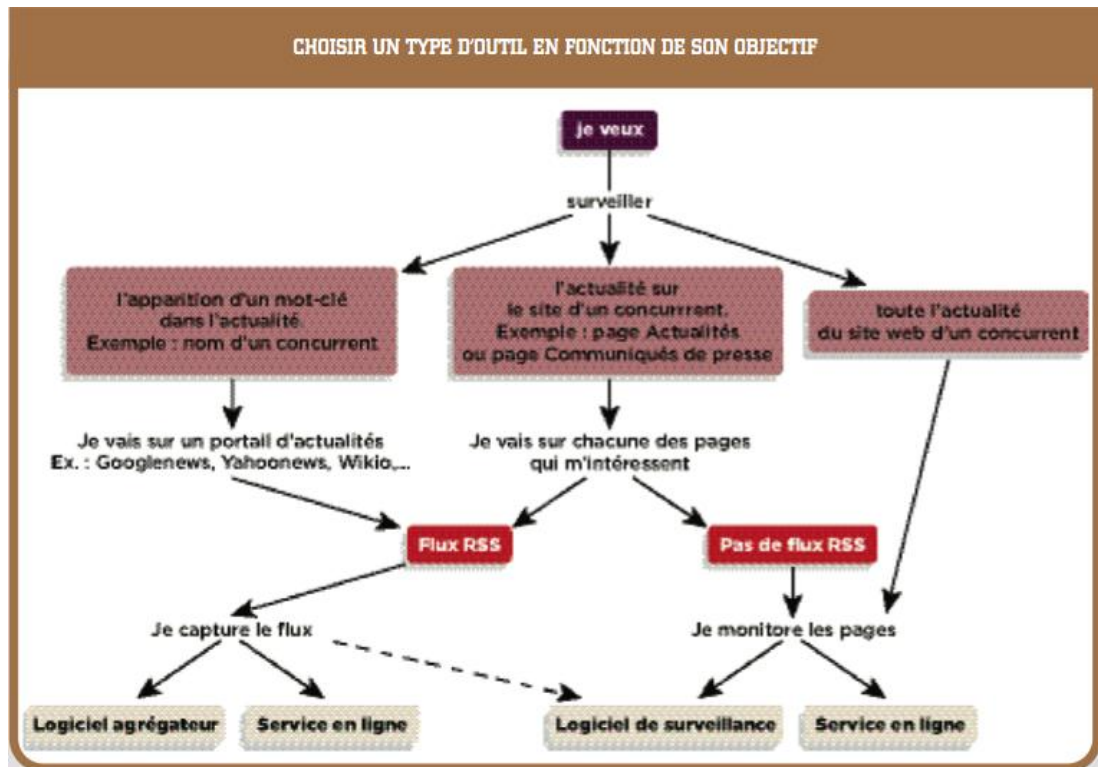 CHOISIR UN TYPE D'OUTIL EN FONCTION DE SON OBJECTIF
je veux
surveiller
l'apparition d'un mot-clé
dans l'actualité.
Exemple : nom d'un concurrent
l'actualité sur
le site d'un concurrrent.
Exemple : page Actualités
ou page Communiqués de presse
toute l'actualité
du site web d'un concurrent
Je vais sur un portail d'actualités
Ex. : Googlenews, Yahoonews, Wikio,...
Je vais sur chacune des pages
qui m'intéressent
Flux RSS
Pas de flux RSS
Je capture le flux
Je monitore les pages
Logiciel agrégateur
Service en ligne
Logiciel de surveillance
Service en ligne